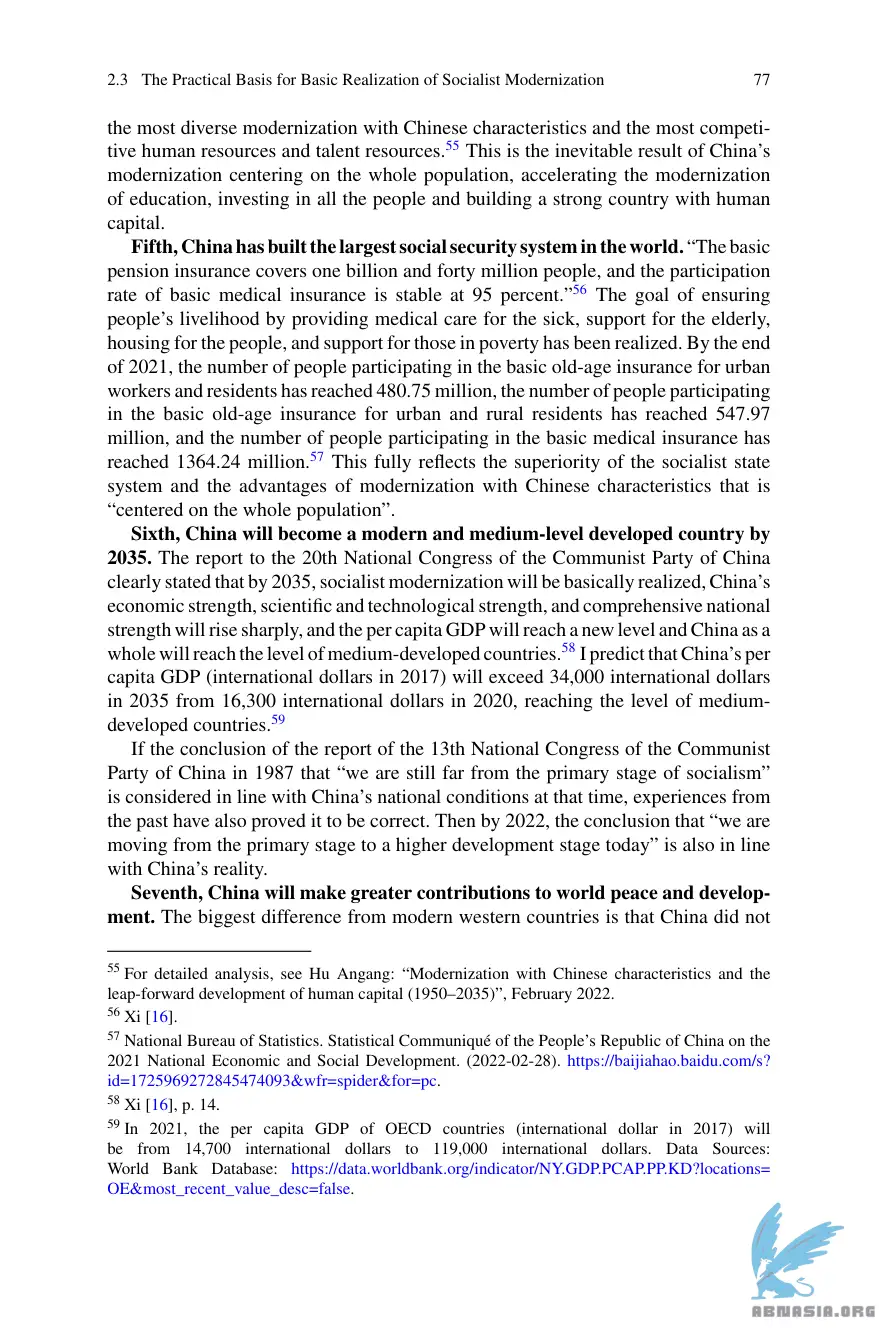 2.3 The Practical Basis for Basic Realization of Socialist Modernization 77
the most diverse modernization with Chinese characteristics and the most competi-
tive human resources and talent resources.55 This is the inevitable result of China’s
modernization centering on the whole population, accelerating the modernization
of education, investing in all the people and building a strong country with human
capital.
Fifth, China has built the largest social security system in the world. “The basic
pension insurance covers one billion and forty million people, and the participation
rate of basic medical insurance is stable at 95 percent.”56 The goal of ensuring
people’s livelihood by providing medical care for the sick, support for the elderly,
housing for the people, and support for those in poverty has been realized. By the end
of 2021, the number of people participating in the basic old-age insurance for urban
workers and residents has reached 480.75 million, the number of people participating
in the basic old-age insurance for urban and rural residents has reached 547.97
million, and the number of people participating in the basic medical insurance has
reached 1364.24 million.57 This fully reflects the superiority of the socialist state
system and the advantages of modernization with Chinese characteristics that is
“centered on the whole population”.
Sixth, China will become a modern and medium-level developed country by
2035. The report to the 20th National Congress of the Communist Party of China
clearly stated that by 2035, socialist modernization will be basically realized, China’s
economic strength, scientific and technological strength, and comprehensive national
strength will rise sharply, and the per capita GDP will reach a new level and China as a
whole will reach the level of medium-developed countries.58 I predict that China’s per
capita GDP (international dollars in 2017) will exceed 34,000 international dollars
in 2035 from 16,300 international dollars in 2020, reaching the level of medium-
developed countries.59
If the conclusion of the report of the 13th National Congress of the Communist
Party of China in 1987 that “we are still far from the primary stage of socialism”
is considered in line with China’s national conditions at that time, experiences from
the past have also proved it to be correct. Then by 2022, the conclusion that “we are
moving from the primary stage to a higher development stage today” is also in line
with China’s reality.
Seventh, China will make greater contributions to world peace and develop-
ment. The biggest difference from modern western countries is that China did not
55 For detailed analysis, see Hu Angang: “Modernization with Chinese characteristics and the
leap-forward development of human capital (1950–2035)”, February 2022.
56 Xi [16].
57 National Bureau of Statistics. Statistical Communiqué of the People’s Republic of China on the
2021 National Economic and Social Development. (2022-02-28). https://baijiahao.baidu.com/s?
id=1725969272845474093&wfr=spider&for=pc.
58 Xi [16], p. 14.
59 In 2021, the per capita GDP of OECD countries (international dollar in 2017) will
be from 14,700 international dollars to 119,000 international dollars. Data Sources:
World Bank Database: https://data.worldbank.org/indicator/NY.GDP.PCAP.PP.KD?locations=
OE&most_recent_value_desc=false.
ABNASIA.ORG